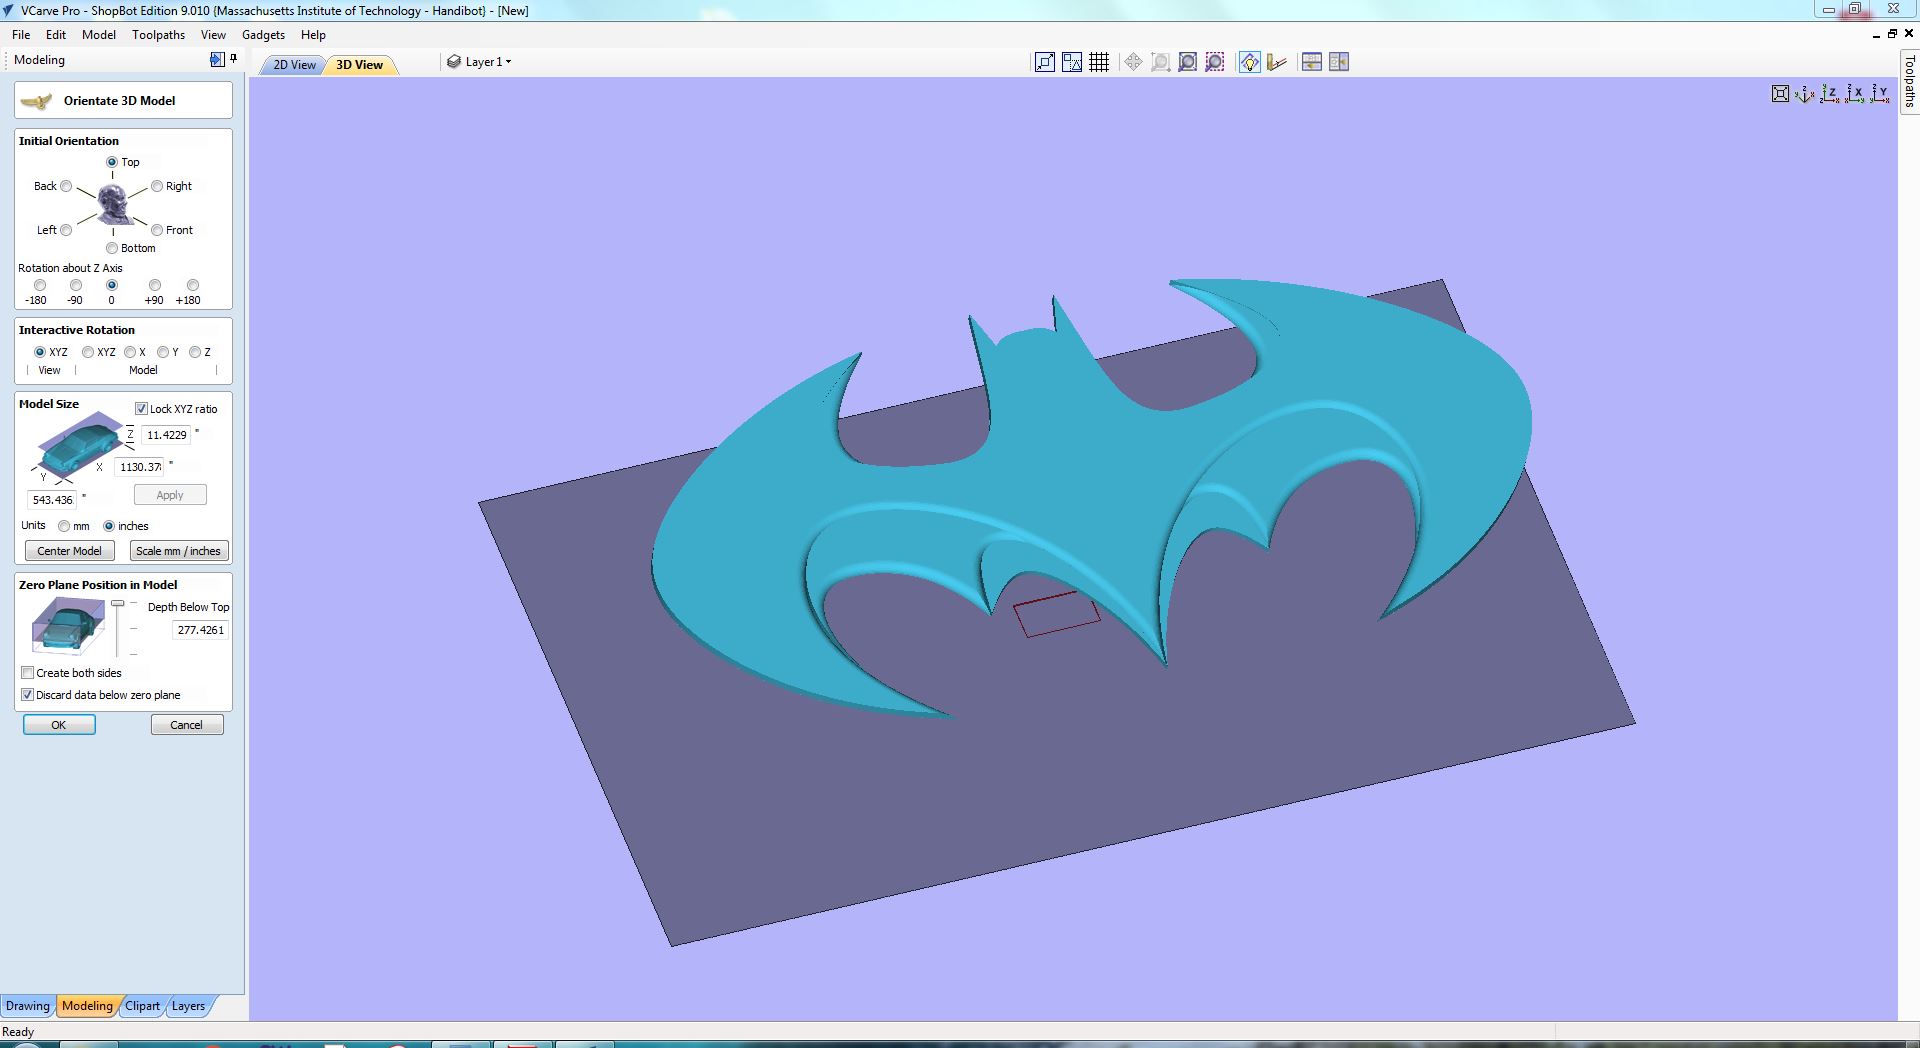 VCarve Pro - ShopBot Edition 9.010 {Massachusetts Institute of Technology - Handibot} - [New]
File Edit Model Toolpaths View Gadgets Help
Modeling
2D View 3D View Layer 1
Toolpaths
Z X Y
Orientate 3D Model
Initial Orientation
Top
Back Right
Left Front
Bottom
Rotation about Z Axis
-180 -90 0 +90 +180
Interactive Rotation
XYZ XYZ X Y Z
View Model
Model Size
Lock XYZ ratio
Z 11.4229 "
X 1130.37 "
Y
543.436 " Apply
Units mm inches
Center Model Scale mm / inches
Zero Plane Position in Model
Depth Below Top
277.4261
Create both sides
Discard data below zero plane
OK Cancel
Drawing Modeling Clipart Layers
Ready